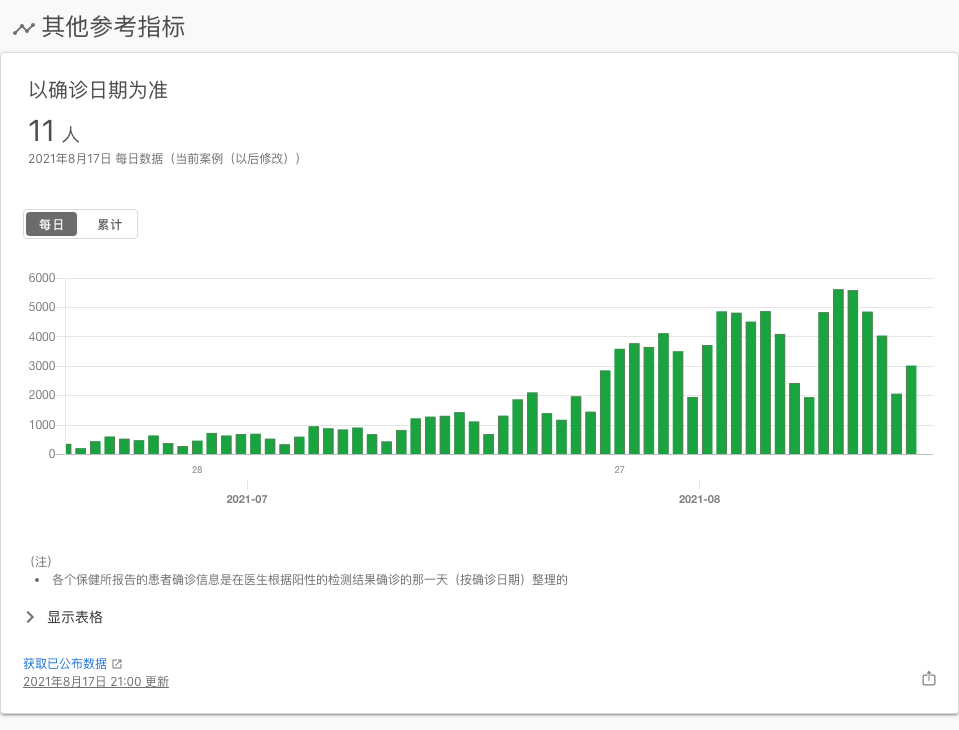 其他参考指标
以确诊日期为准
11 人
2021年8月17日 每日数据（当前案例（以后修改））
每日 累计
6000
5000
4000
3000
2000
1000
0
28 27
2021-07 2021-08
（注）
• 各个保健所报告的患者确诊信息是在医生根据阳性的检测结果确诊的那一天（按确诊日期）整理的
显示表格
获取已公布数据
2021年8月17日 21:00 更新